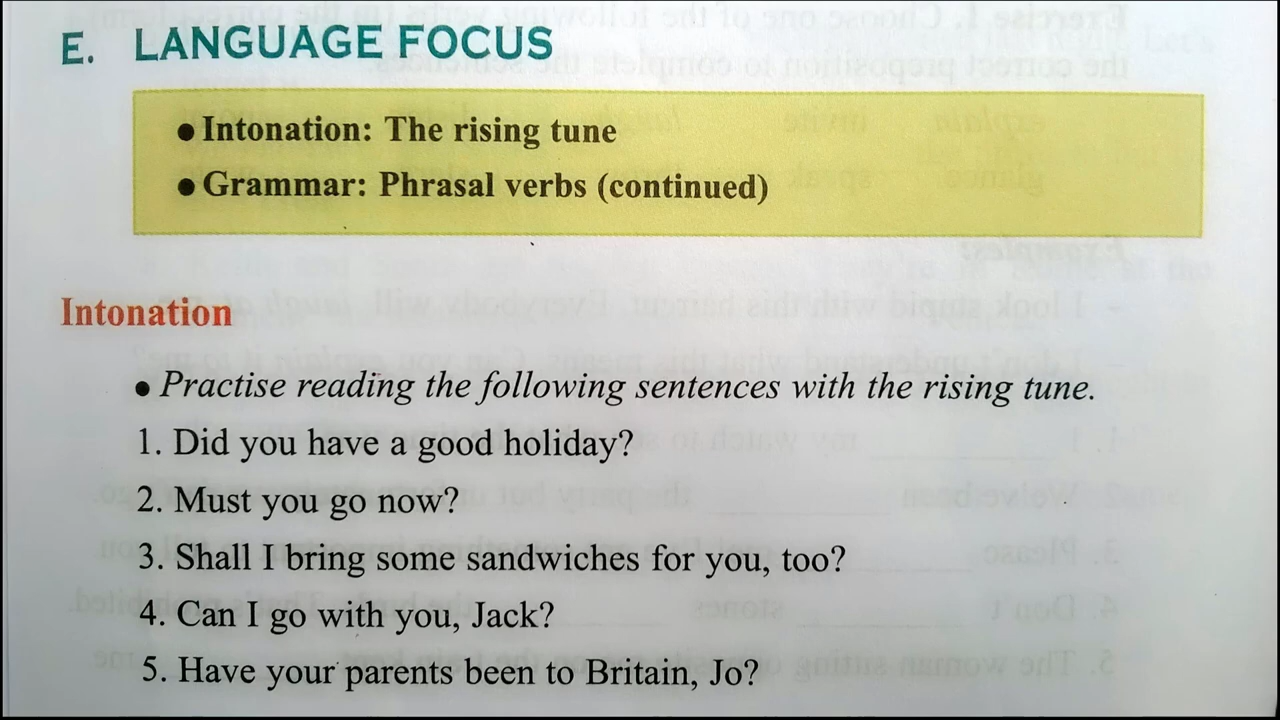 E. LANGUAGE FOCUS
• Intonation: The rising tune
• Grammar: Phrasal verbs (continued)
Intonation
• Practise reading the following sentences with the rising tune.
1. Did you have a good holiday?
2. Must you go now?
3. Shall I bring some sandwiches for you, too?
4. Can I go with you, Jack?
5. Have your parents been to Britain, Jo?